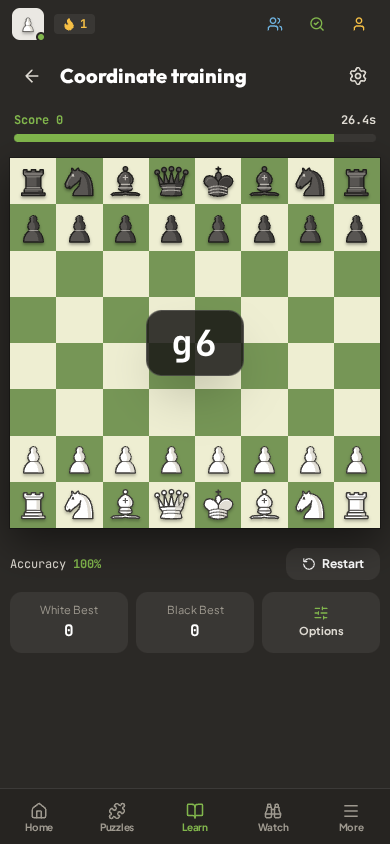 1
Coordinate training
Score 0 26.4s
g6
Accuracy 100% Restart
White Best Black Best
0 0 Options
Home Puzzles Learn Watch More